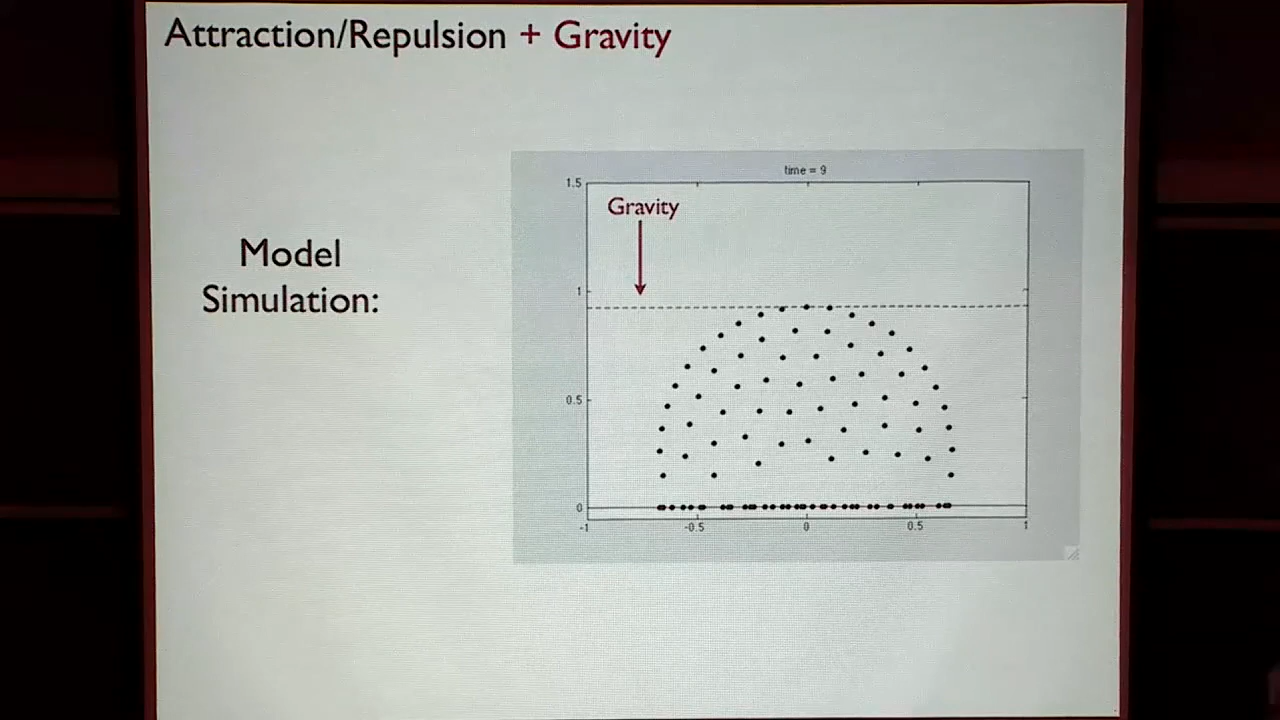 Attraction/Repulsion + Gravity
Model
Simulation:
time = 9
1.5
Gravity
1
0.5
0
-1
-0.5
0
0.5
1